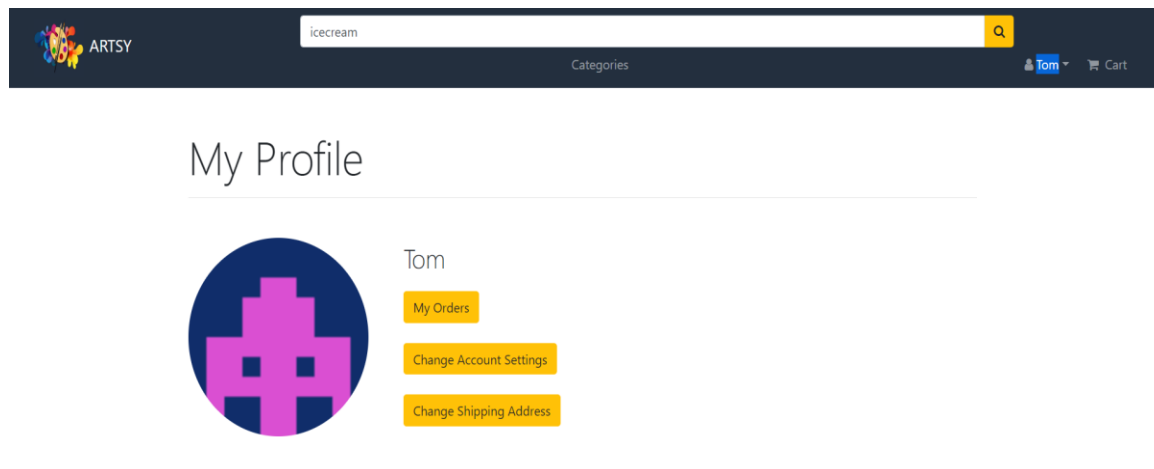 ARTSY
icecream
Categories
Tom
Cart
My Profile
Tom
My Orders
Change Account Settings
Change Shipping Address